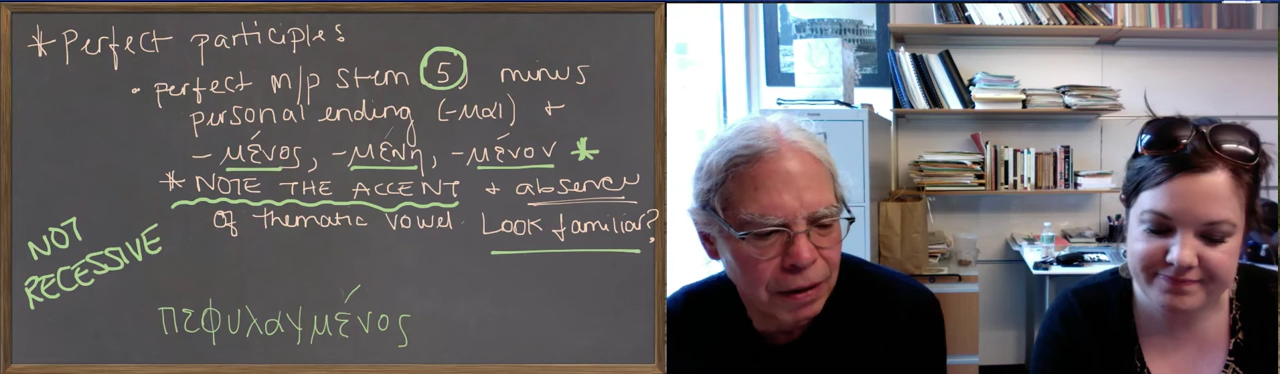 * Perfect participles
• perfect m/p stem (5) minus
personal ending (-μαι) +
-μένος, -μένη, -μένον *
* NOTE THE ACCENT + absence
of thematic vowel. Look familiar?
NOT
RECESSIVE
πεφυλαγμένος